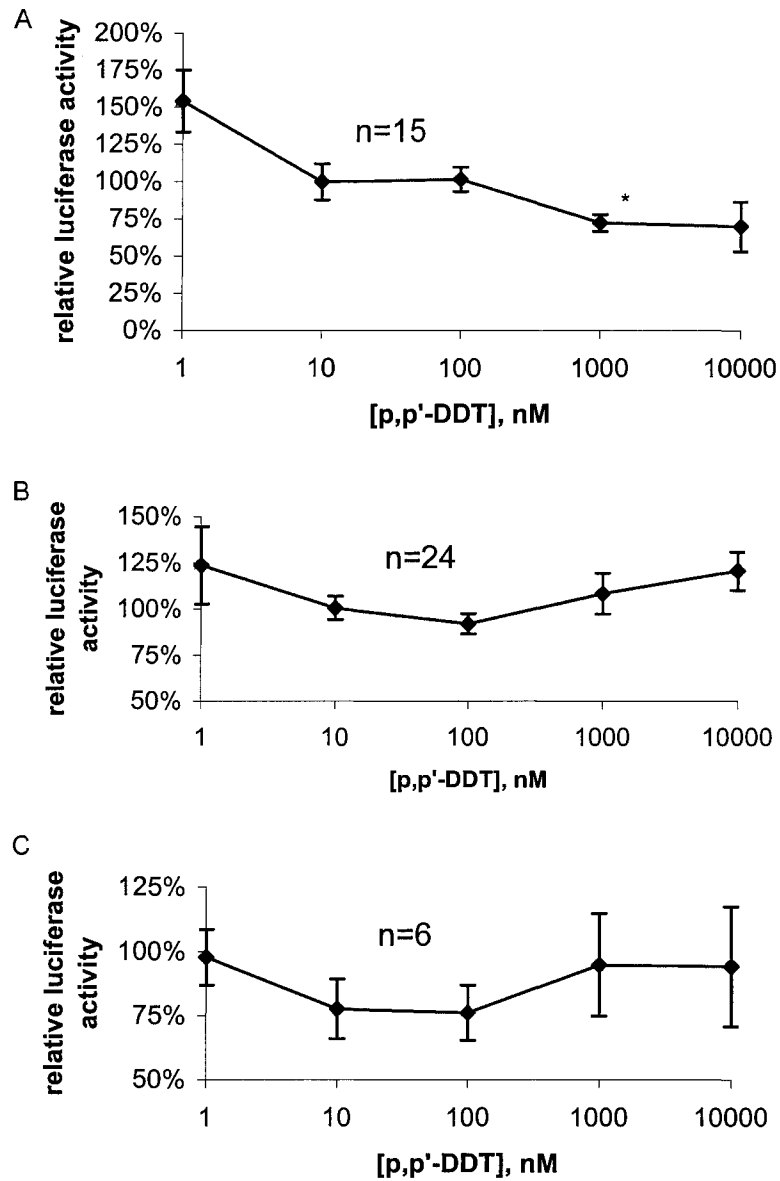 A
relative luciferase activity
200%
175%
150%
125%
100%
75%
50%
25%
0%
n=15
*
1 10 100 1000 10000
[p,p'-DDT], nM
B
relative luciferase
activity
150%
125%
100%
75%
50%
n=24
1 10 100 1000 10000
[p,p'-DDT], nM
C
relative luciferase
activity
125%
100%
75%
50%
n=6
1 10 100 1000 10000
[p,p'-DDT], nM